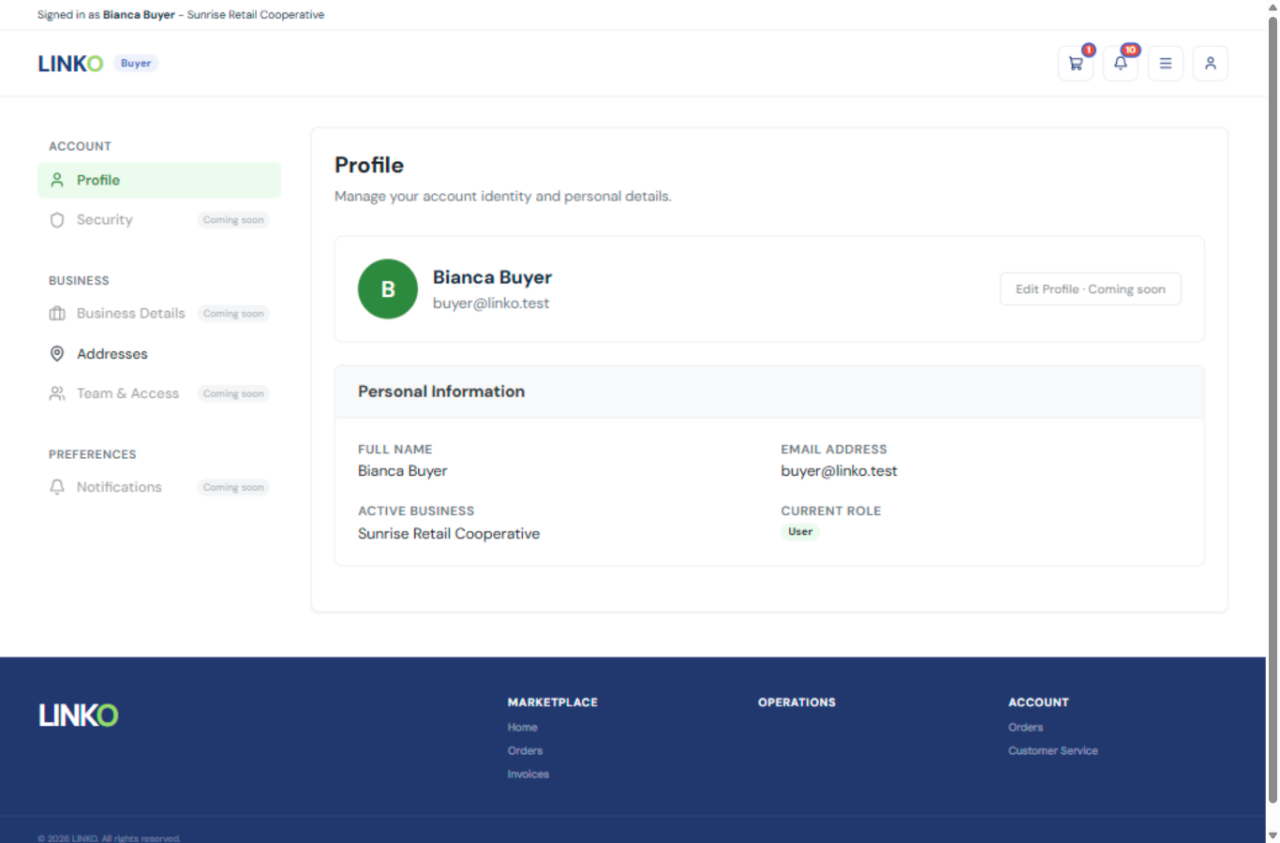 Signed in as Bianca Buyer - Sunrise Retail Cooperative
LINKO Buyer
1
10
ACCOUNT
Profile
Security Coming soon
BUSINESS
Business Details Coming soon
Addresses
Team & Access Coming soon
PREFERENCES
Notifications Coming soon
Profile
Manage your account identity and personal details.
B
Bianca Buyer
buyer@linko.test
Edit Profile · Coming soon
Personal Information
FULL NAME
Bianca Buyer
EMAIL ADDRESS
buyer@linko.test
ACTIVE BUSINESS
Sunrise Retail Cooperative
CURRENT ROLE
User
LINKO
MARKETPLACE
Home
Orders
Invoices
OPERATIONS
ACCOUNT
Orders
Customer Service
© 2026 LINKO. All rights reserved.